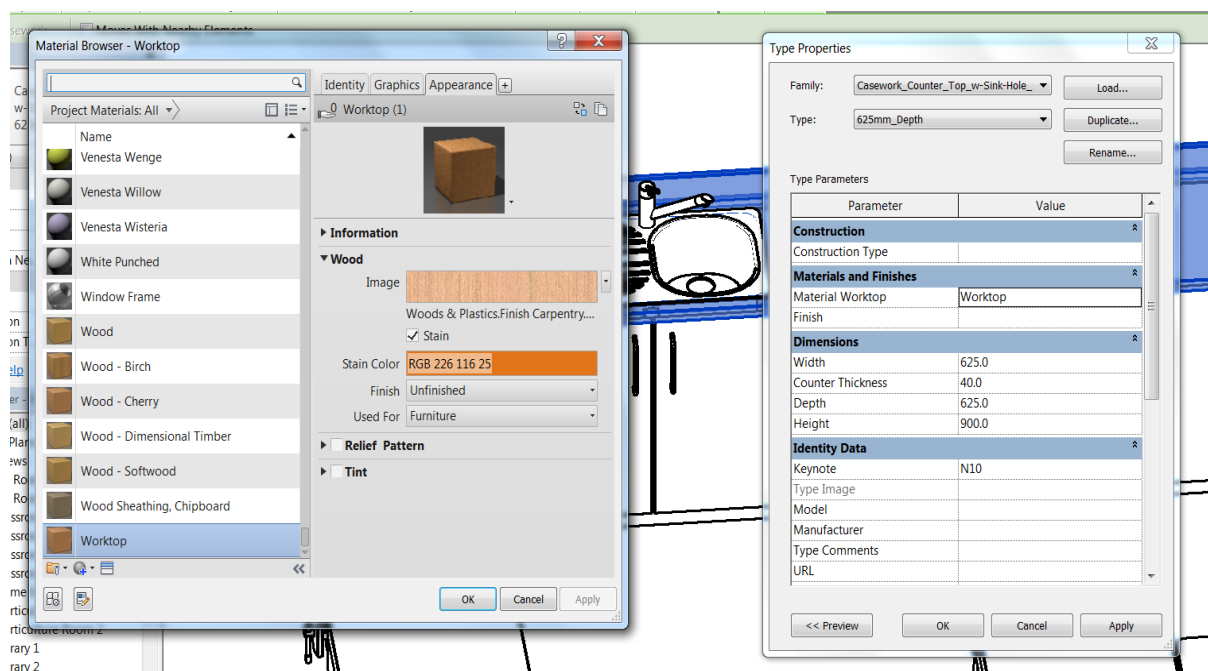 Moves With Nearby Elements
Material Browser - Worktop
Identity
Graphics
Appearance
Project Materials: All
Worktop (1)
Name
Venesta Wenge
Venesta Willow
Venesta Wisteria
White Punched
Window Frame
Wood
Wood - Birch
Wood - Cherry
Wood - Dimensional Timber
Wood - Softwood
Wood Sheathing, Chipboard
Worktop
Information
Wood
Image
Woods & Plastics.Finish Carpentry....
Stain
Stain Color RGB 226 116 25
Finish Unfinished
Used For Furniture
Relief Pattern
Tint
OK Cancel Apply
Type Properties
Family: Casework_Counter_Top_w-Sink-Hole_ Load...
Type: 625mm_Depth Duplicate...
Rename...
Type Parameters
Parameter Value
Construction
Construction Type
Materials and Finishes
Material Worktop Worktop
Finish
Dimensions
Width 625.0
Counter Thickness 40.0
Depth 625.0
Height 900.0
Identity Data
Keynote N10
Type Image
Model
Manufacturer
Type Comments
URL
<< Preview OK Cancel Apply
Ca
w-
62
(all)
rticulture Room 2
rary 1
rary 2